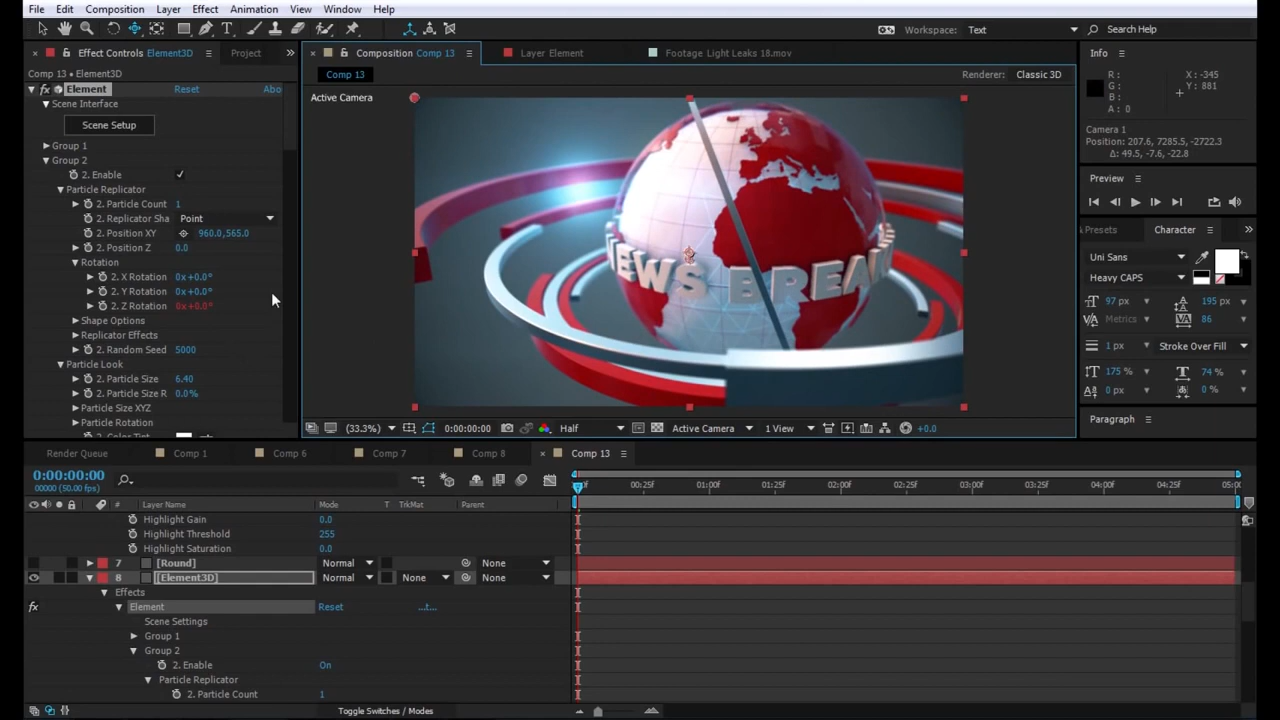 File Edit Composition Layer Effect Animation View Window Help
Workspace: Text Search Help
Effect Controls Element3D Project
Comp 13 • Element3D
Element Reset Abo
Scene Interface
Scene Setup
Group 1
Group 2
2. Enable
Particle Replicator
2. Particle Count 1
2. Replicator Sha Point
2. Position XY 960.0,565.0
2. Position Z 0.0
Rotation
2. X Rotation 0x+0.0°
2. Y Rotation 0x+0.0°
2. Z Rotation 0x+0.0°
Shape Options
Replicator Effects
2. Random Seed 5000
Particle Look
2. Particle Size 6.40
2. Particle Size R 0.0%
Particle Size XYZ
Particle Rotation
2. Color Tint
Composition Comp 13 Layer Element Footage Light Leaks 18.mov
Comp 13 Renderer: Classic 3D
Active Camera
NEWS BREAK
(33.3%) 0:00:00:00 Half Active Camera 1 View +0.0
Info
R : X : -345
G : Y : 881
B :
A : 0
Camera 1
Position: 207.6, 7285.5, -2722.3
Δ: 49.5, -7.6, -22.8
Preview
Presets Character
Uni Sans
Heavy CAPS
97 px 195 px
Metrics 86
1 px Stroke Over Fill
175 % 74 %
0 px 0 %
Paragraph
Render Queue Comp 1 Comp 6 Comp 7 Comp 8 Comp 13
0:00:00:00
00000 (50.00 fps)
00:25f 01:00f 01:25f 02:00f 02:25f 03:00f 03:25f 04:00f 04:25f
# Layer Name Mode T TrkMat Parent
Highlight Gain 0.0
Highlight Threshold 255
Highlight Saturation 0.0
7 [Round] Normal None
8 [Element3D] Normal None None
Effects
Element Reset ...t...
Scene Settings
Group 1
Group 2
2. Enable On
Particle Replicator
2. Particle Count 1
Toggle Switches / Modes